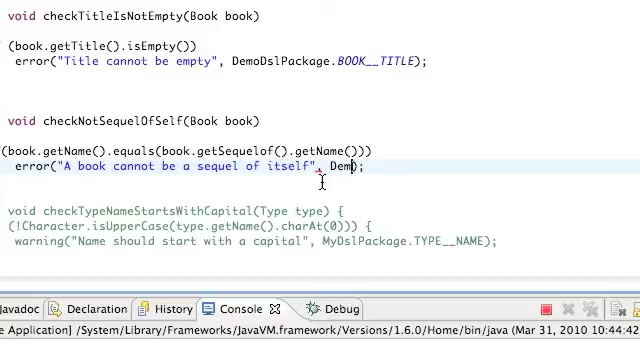 void checkTitleIsNotEmpty(Book book)
(book.getTitle().isEmpty())
error("Title cannot be empty", DemoDslPackage.BOOK__TITLE);
void checkNotSequelOfSelf(Book book)
(book.getName().equals(book.getSequelof().getName()))
error("A book cannot be a sequel of itself", Dem);
void checkTypeNameStartsWithCapital(Type type) {
(!Character.isUpperCase(type.getName().charAt(0))) {
warning("Name should start with a capital", MyDslPackage.TYPE__NAME);
Javadoc Declaration History Console Debug
e Application] /System/Library/Frameworks/JavaVM.framework/Versions/1.6.0/Home/bin/java (Mar 31, 2010 10:44:42